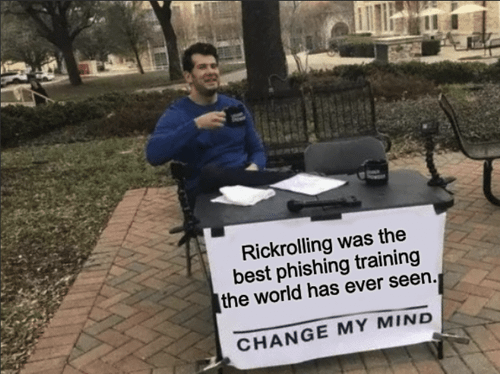 Rickrolling was the
best phishing training
the world has ever seen.
CHANGE MY MIND